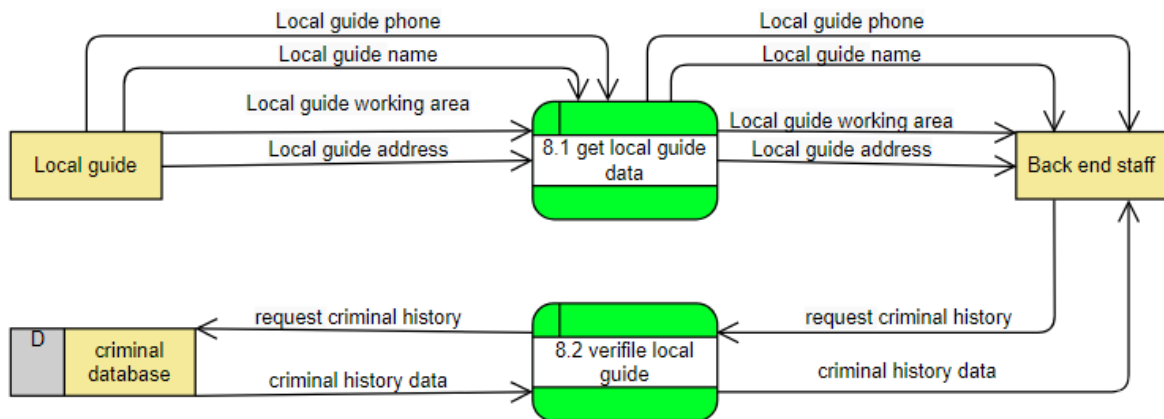 Local guide phone
Local guide phone
Local guide name
Local guide name
Local guide working area
Local guide working area
Local guide address
Local guide address
Local guide
8.1 get local guide
data
Back end staff
D
criminal
database
request criminal history
criminal history data
8.2 verifile local
guide
request criminal history
criminal history data